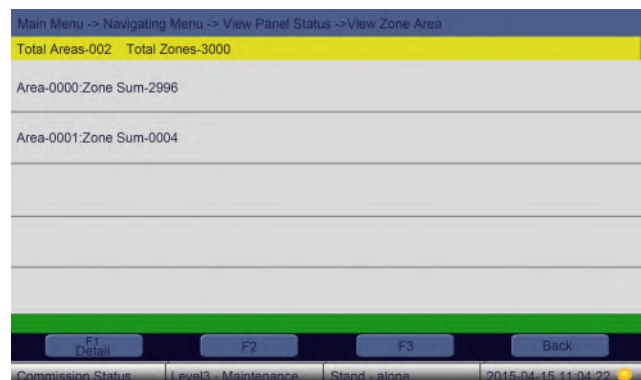 Main Menu -> Navigating Menu -> View Panel Status ->View Zone Area
Total Areas-002 Total Zones-3000
Area-0000:Zone Sum-2996
Area-0001:Zone Sum-0004
F1 F2 F3 Back
Detail
Commission Status Level3 - Maintenance Stand - alone 2015-04-15 11:04:22